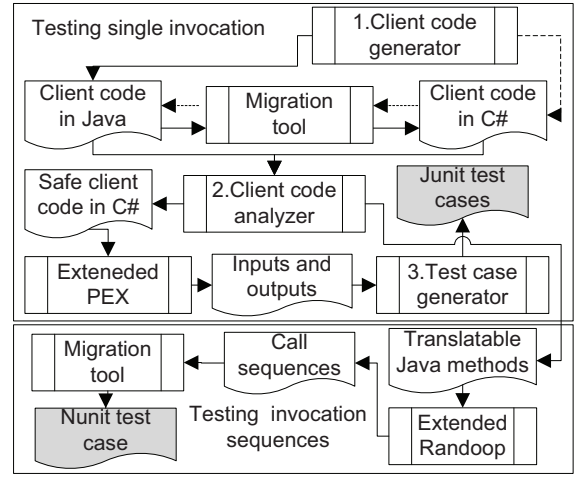 Testing single invocation
1.Client code
generator
Client code
in Java
Migration
tool
Client code
in C#
Safe client
code in C#
2.Client code
analyzer
Junit test
cases
Exteneded
PEX
Inputs and
outputs
3.Test case
generator
Migration
tool
Call
sequences
Translatable
Java methods
Nunit test
case
Testing invocation
sequences
Extended
Randoop